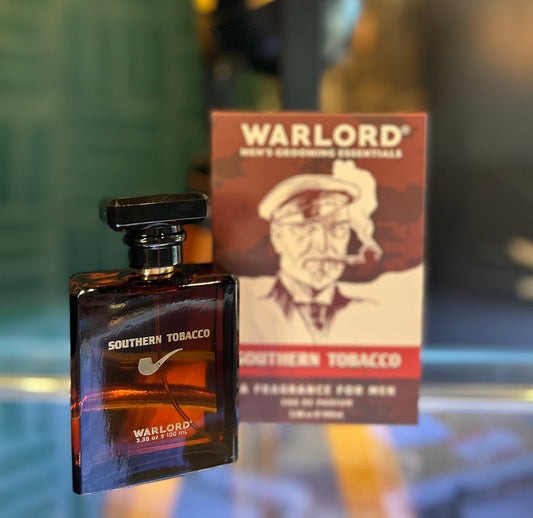 WARLORD®
MEN'S GROOMING ESSENTIALS
SOUTHERN TOBACCO
A FRAGRANCE FOR MEN
EAU DE PARFUM
SOUTHERN TOBACCO
WARLORD®
3.38 oz e 100 mL